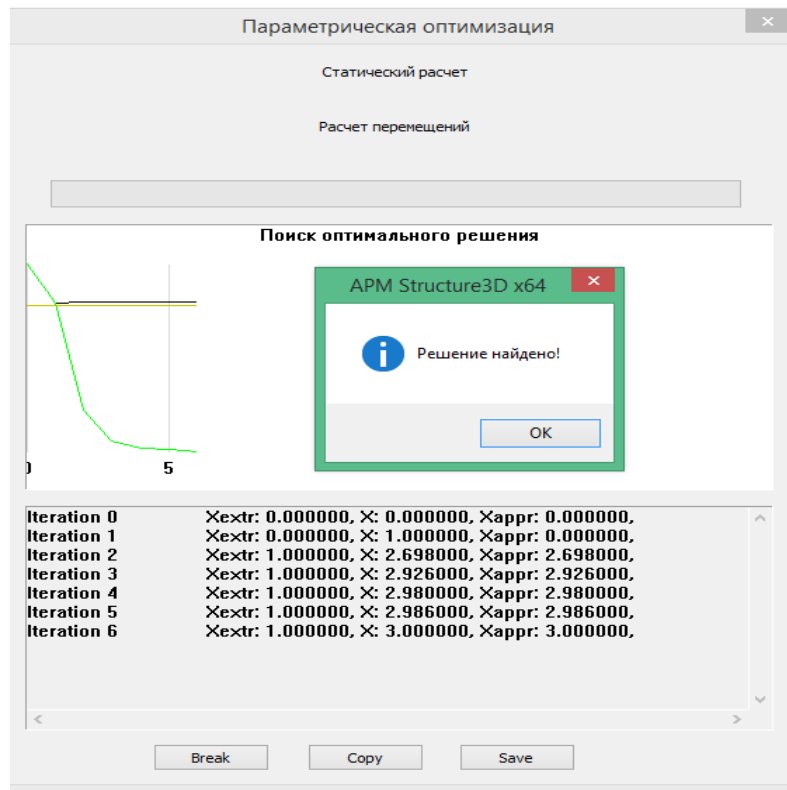 Параметрическая оптимизация
Статический расчет
Расчет перемещений
Поиск оптимального решения
APM Structure3D x64
Решение найдено!
OK
0 5
Iteration 0 Xextr: 0.000000, X: 0.000000, Xappr: 0.000000,
Iteration 1 Xextr: 0.000000, X: 1.000000, Xappr: 0.000000,
Iteration 2 Xextr: 1.000000, X: 2.698000, Xappr: 2.698000,
Iteration 3 Xextr: 1.000000, X: 2.926000, Xappr: 2.926000,
Iteration 4 Xextr: 1.000000, X: 2.980000, Xappr: 2.980000,
Iteration 5 Xextr: 1.000000, X: 2.986000, Xappr: 2.986000,
Iteration 6 Xextr: 1.000000, X: 3.000000, Xappr: 3.000000,
Break Copy Save